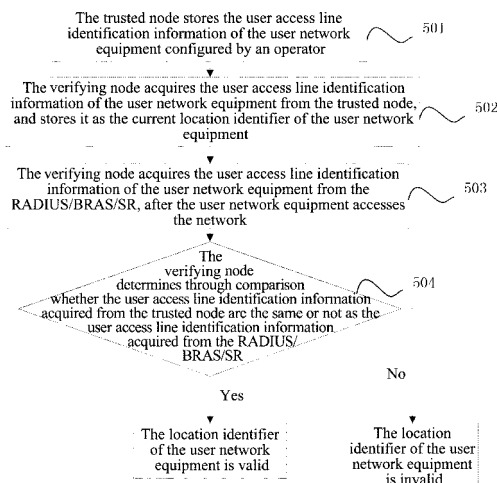 The trusted node stores the user access line
identification information of the user network
equipment configured by an operator
501
The verifying node acquires the user access line identification
information of the user network equipment from the trusted node,
and stores it as the current location identifier of the user network
equipment
502
The verifying node acquires the user access line identification
information of the user network equipment from the
RADIUS/BRAS/SR, after the user network equipment accesses
the network
503
The
verifying node
determines through comparison
whether the user access line identification information
acquired from the trusted node are the same or not as the
user access line identification information
acquired from the RADIUS/
BRAS/SR
504
Yes
No
The location identifier
of the user network
equipment is valid
The location
identifier of the user
network equipment
is invalid